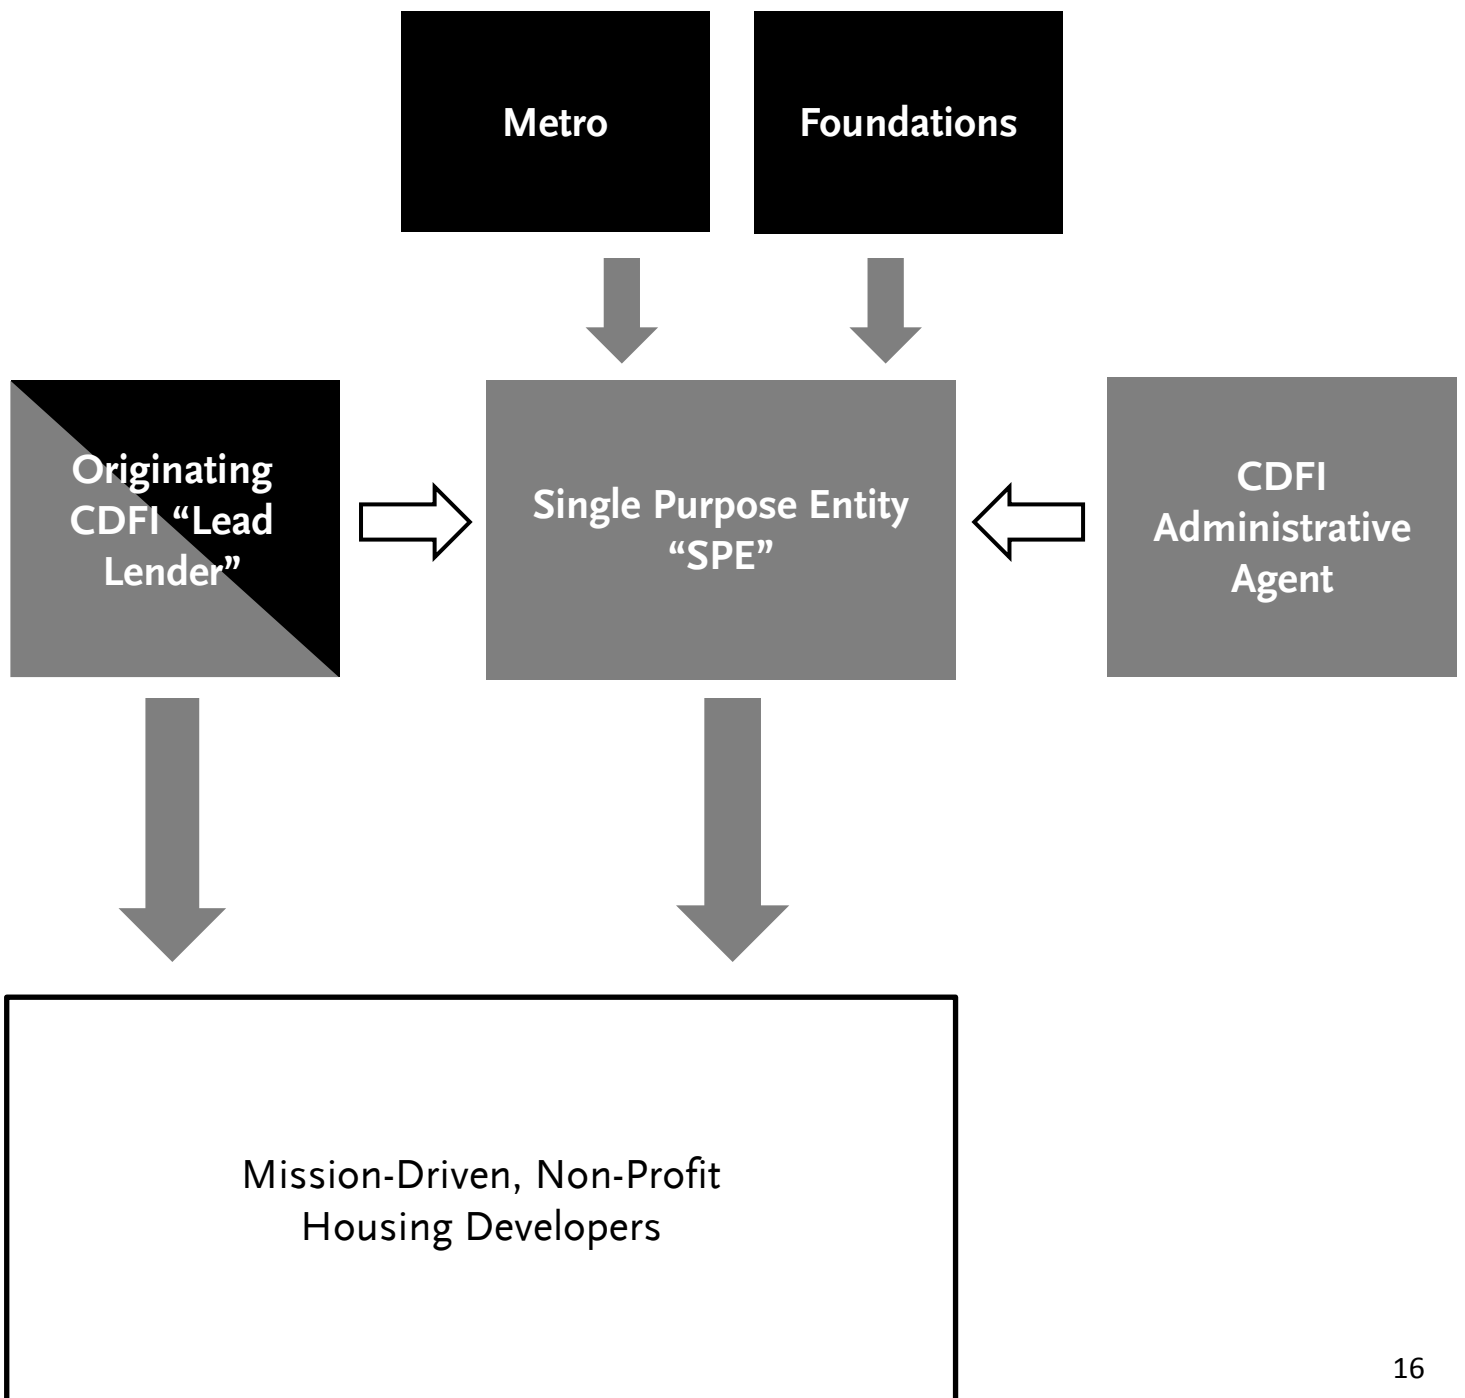 Metro
Foundations
Originating
CDFI “Lead
Lender”
Single Purpose Entity
“SPE”
CDFI
Administrative
Agent
Mission-Driven, Non-Profit
Housing Developers
16